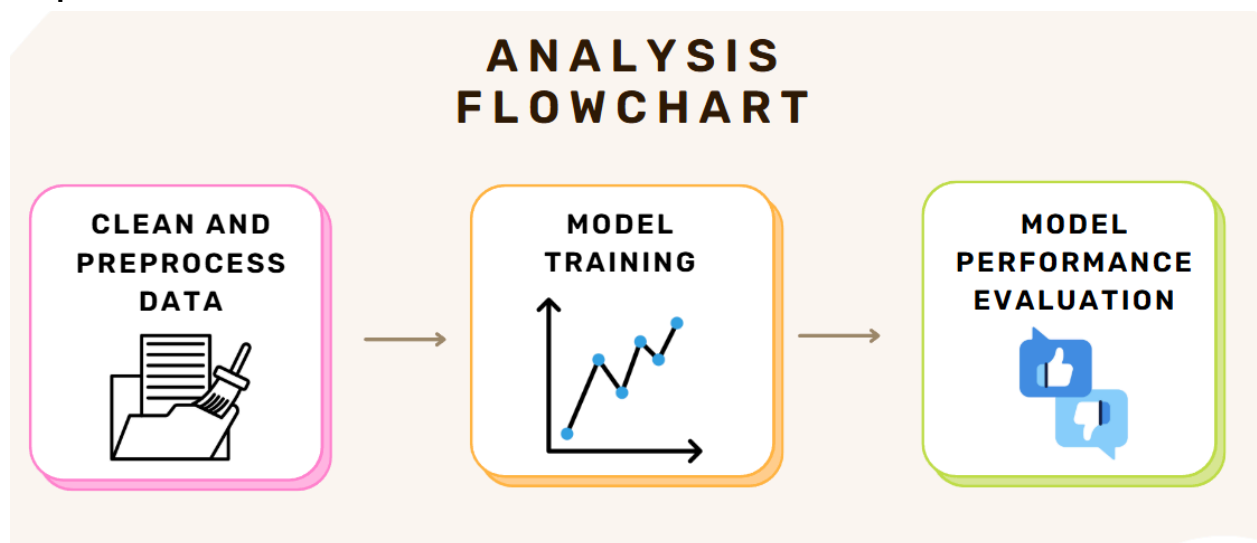 ANALYSIS
FLOWCHART
CLEAN AND
PREPROCESS
DATA
MODEL
TRAINING
MODEL
PERFORMANCE
EVALUATION